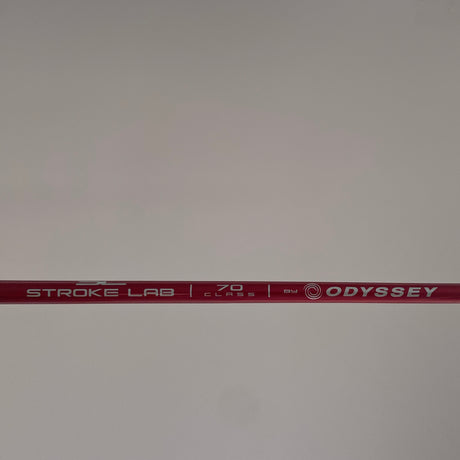 STROKE LAB | 70 CLASS | BY ODYSSEY